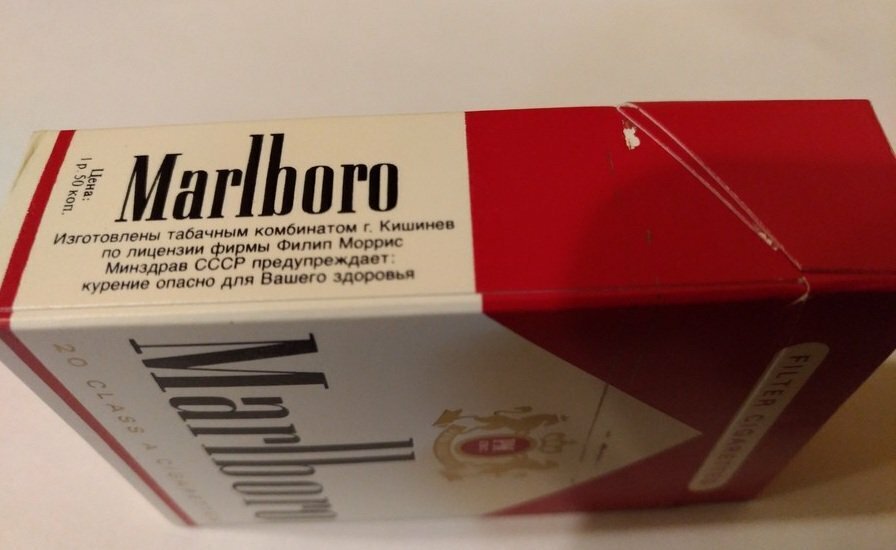 Цена:
1 р 50 коп.
Marlboro
Изготовлены табачным комбинатом г. Кишинев
по лицензии фирмы Филип Моррис
Минздрав СССР предупреждает:
курение опасно для Вашего здоровья
Marlboro
20 CLASS A CIGARETTES
FILTER CIGARETTES